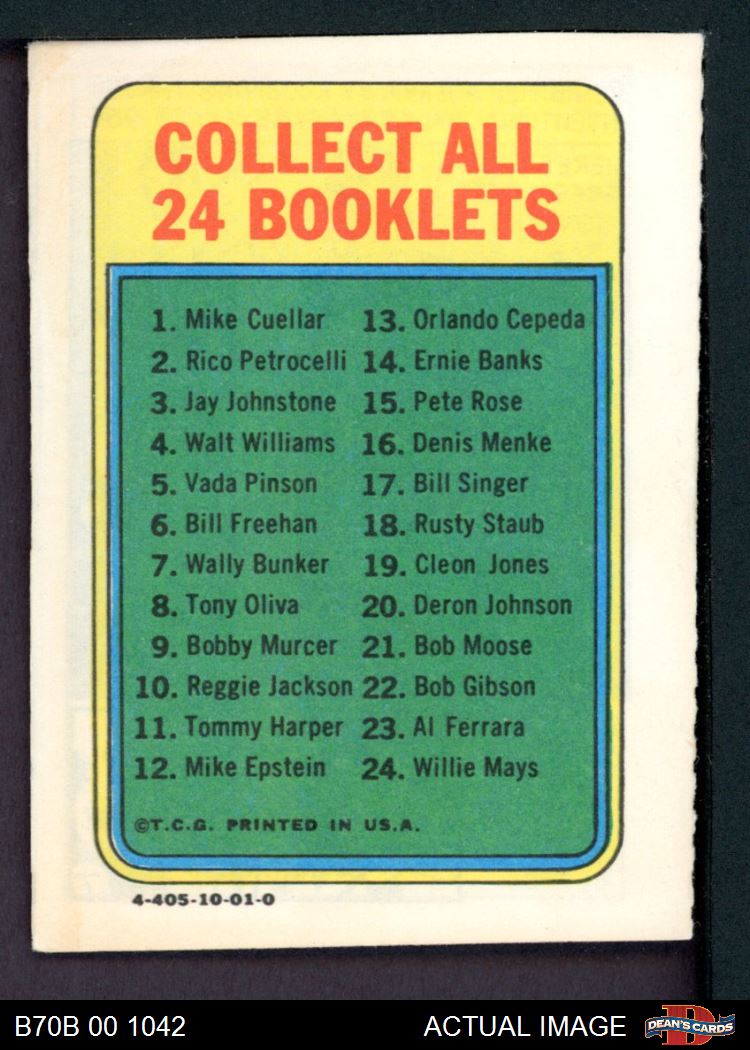 COLLECT ALL
24 BOOKLETS
1. Mike Cuellar
2. Rico Petrocelli
3. Jay Johnstone
4. Walt Williams
5. Vada Pinson
6. Bill Freehan
7. Wally Bunker
8. Tony Oliva
9. Bobby Murcer
10. Reggie Jackson
11. Tommy Harper
12. Mike Epstein
13. Orlando Cepeda
14. Ernie Banks
15. Pete Rose
16. Denis Menke
17. Bill Singer
18. Rusty Staub
19. Cleon Jones
20. Deron Johnson
21. Bob Moose
22. Bob Gibson
23. Al Ferrara
24. Willie Mays
©T.C.G. PRINTED IN U.S.A.
4-405-10-01-0
B70B 00 1042
ACTUAL IMAGE
D
DEAN'S CARDS